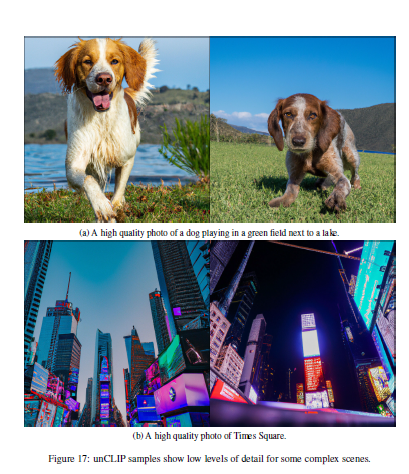 (a) A high quality photo of a dog playing in a green field next to a lake.
(b) A high quality photo of Times Square.
Figure 17: unCLIP samples show low levels of detail for some complex scenes.